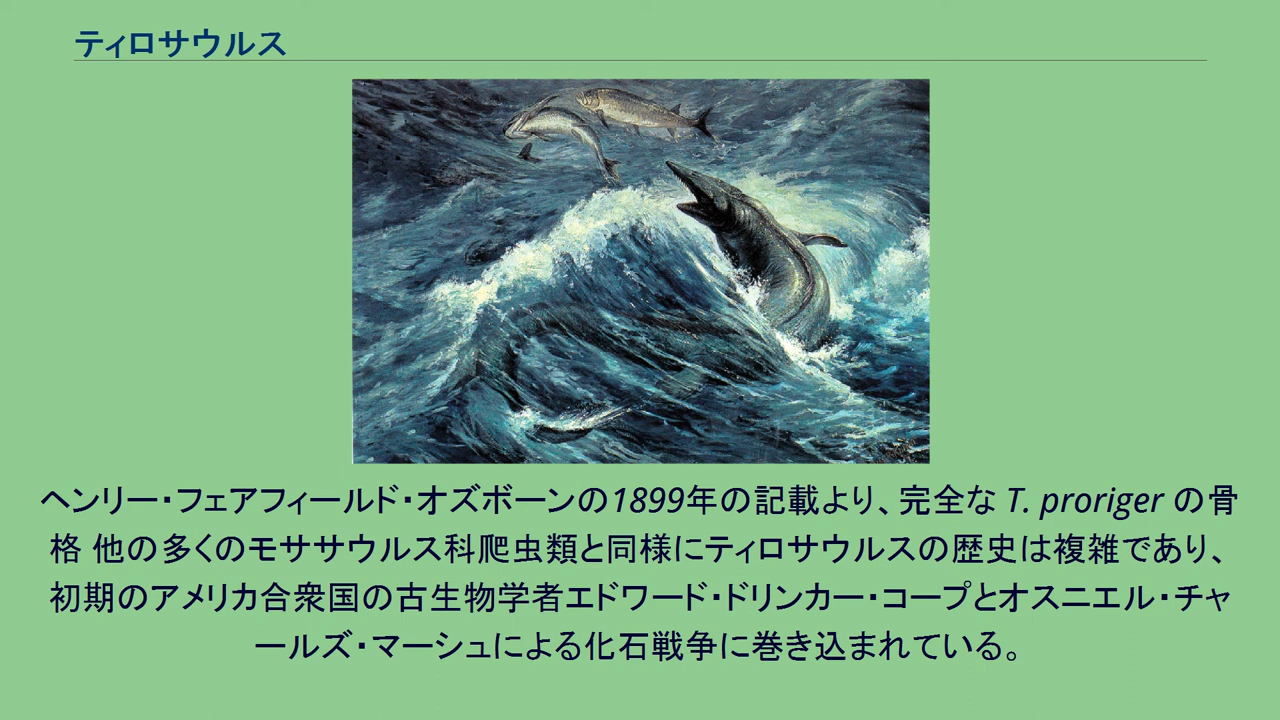 ティロサウルス
ヘンリー・フェアフィールド・オズボーンの1899年の記載より、完全な T. proriger の骨
格 他の多くのモササウルス科爬虫類と同様にティロサウルスの歴史は複雑であり、
初期のアメリカ合衆国の古生物学者エドワード・ドリンカー・コープとオスニエル・チャ
ールズ・マーシュによる化石戦争に巻き込まれている。